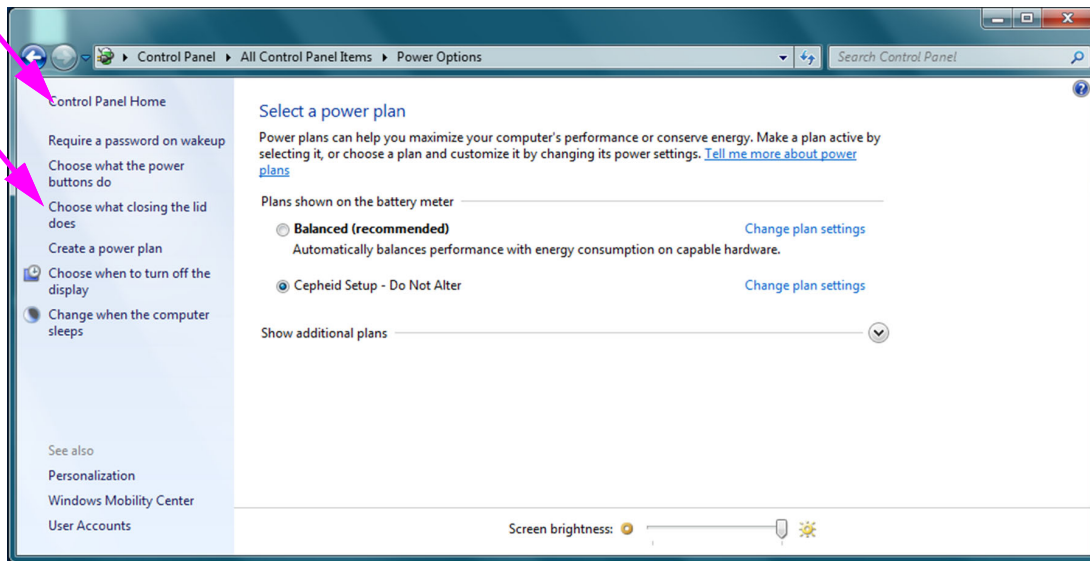 Control Panel ▸ All Control Panel Items ▸ Power Options
Search Control Panel
Control Panel Home
Require a password on wakeup
Choose what the power
buttons do
Choose what closing the lid
does
Create a power plan
Choose when to turn off the
display
Change when the computer
sleeps
See also
Personalization
Windows Mobility Center
User Accounts
Select a power plan
Power plans can help you maximize your computer's performance or conserve energy. Make a plan active by
selecting it, or choose a plan and customize it by changing its power settings. Tell me more about power
plans
Plans shown on the battery meter
Balanced (recommended) Change plan settings
Automatically balances performance with energy consumption on capable hardware.
Cepheid Setup - Do Not Alter Change plan settings
Show additional plans
Screen brightness: